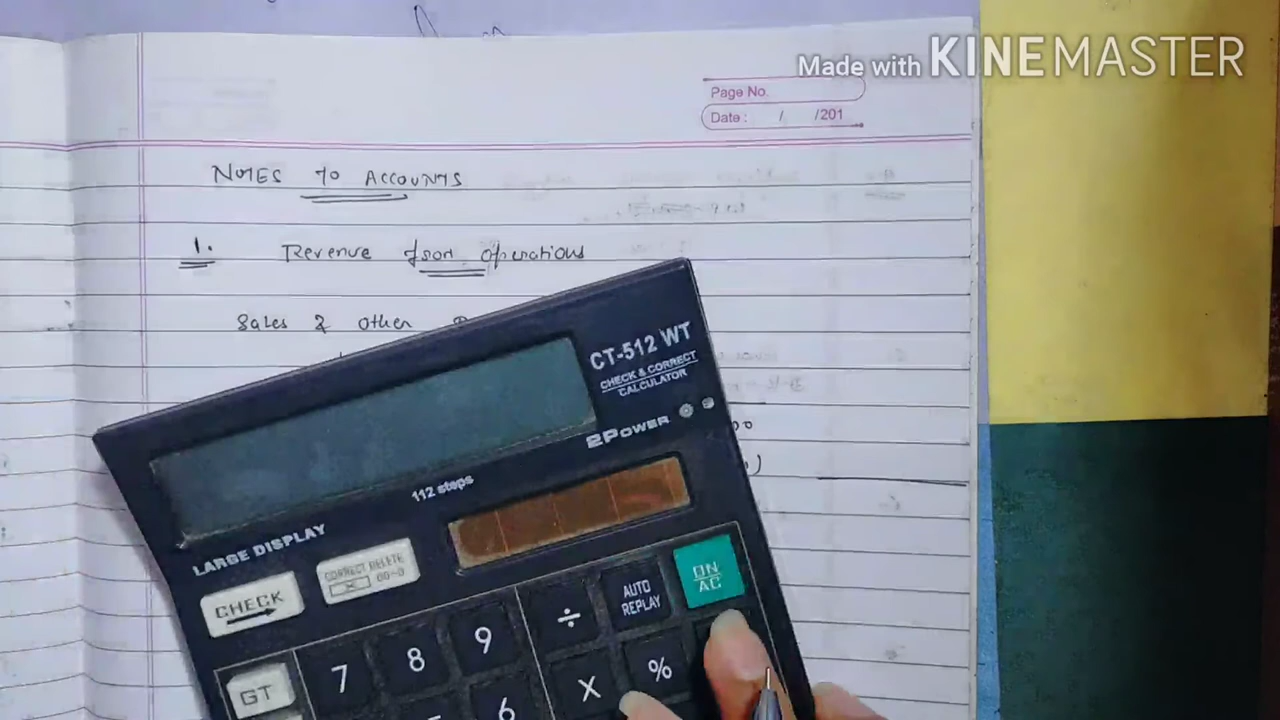 Made with KINEMASTER
Page No.
Date : / /201
NOTES TO ACCOUNTS
1. Revenue from operations
Sales & other
CT-512 WT
CHECK & CORRECT
CALCULATOR
2POWER
112 steps
LARGE DISPLAY
CHECK
CORRECT DELETE
00→0
ON
AC
AUTO
REPLAY
÷
7 8 9
GT
6 X %